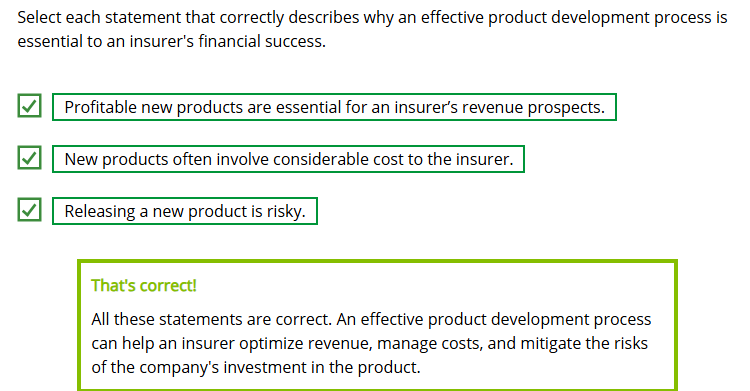 Select each statement that correctly describes why an effective product development process is
essential to an insurer's financial success.
Profitable new products are essential for an insurer's revenue prospects.
New products often involve considerable cost to the insurer.
Releasing a new product is risky.
That's correct!
All these statements are correct. An effective product development process
can help an insurer optimize revenue, manage costs, and mitigate the risks
of the company's investment in the product.